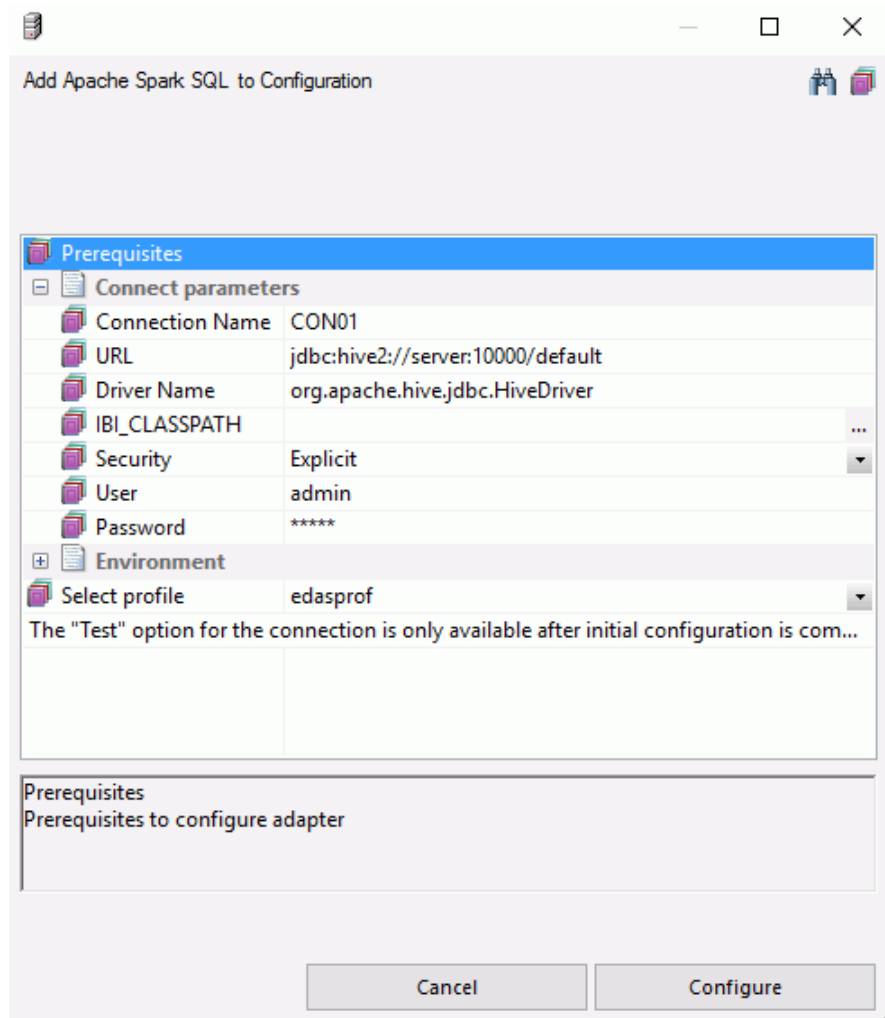 Add Apache Spark SQL to Configuration
Prerequisites
Connect parameters
Connection Name CON01
URL jdbc:hive2://server:10000/default
Driver Name org.apache.hive.jdbc.HiveDriver
IBI_CLASSPATH ...
Security Explicit
User admin
Password *****
Environment
Select profile edasprof
The "Test" option for the connection is only available after initial configuration is com...
Prerequisites
Prerequisites to configure adapter
Cancel Configure